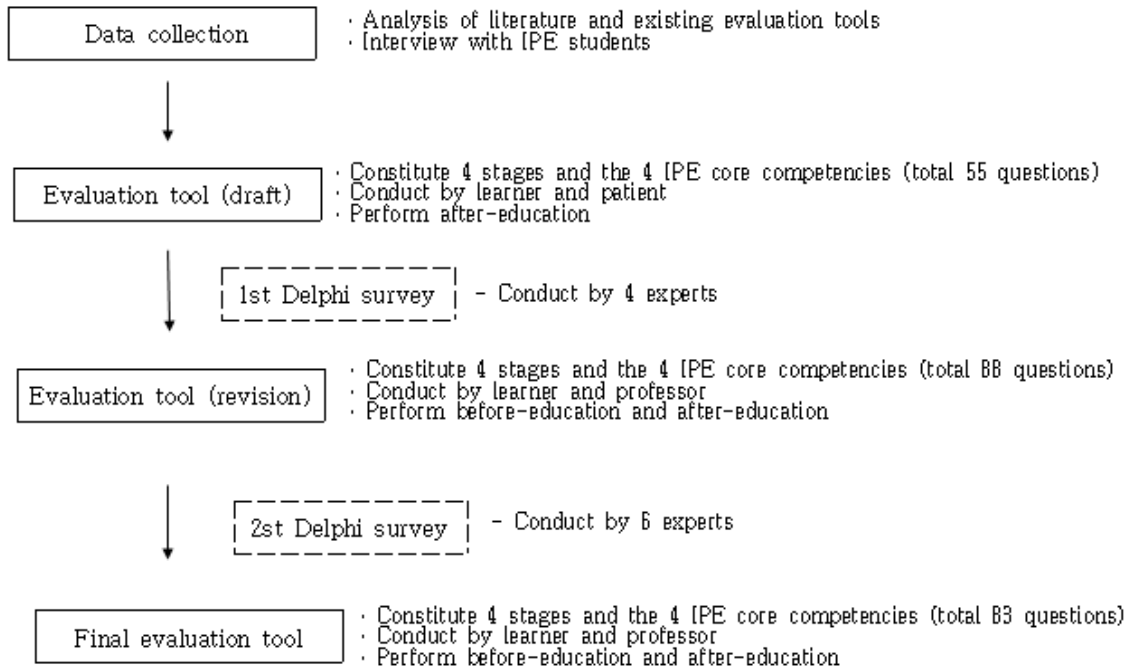 Data collection
· Analysis of literature and existing evaluation tools
· Interview with IPE students
Evaluation tool (draft)
· Constitute 4 stages and the 4 IPE core competencies (total 55 questions)
· Conduct by learner and patient
· Perform after-education
1st Delphi survey
- Conduct by 4 experts
Evaluation tool (revision)
· Constitute 4 stages and the 4 IPE core competencies (total 88 questions)
· Conduct by learner and professor
· Perform before-education and after-education
2st Delphi survey
- Conduct by 6 experts
Final evaluation tool
· Constitute 4 stages and the 4 IPE core competencies (total 83 questions)
· Conduct by learner and professor
· Perform before-education and after-education